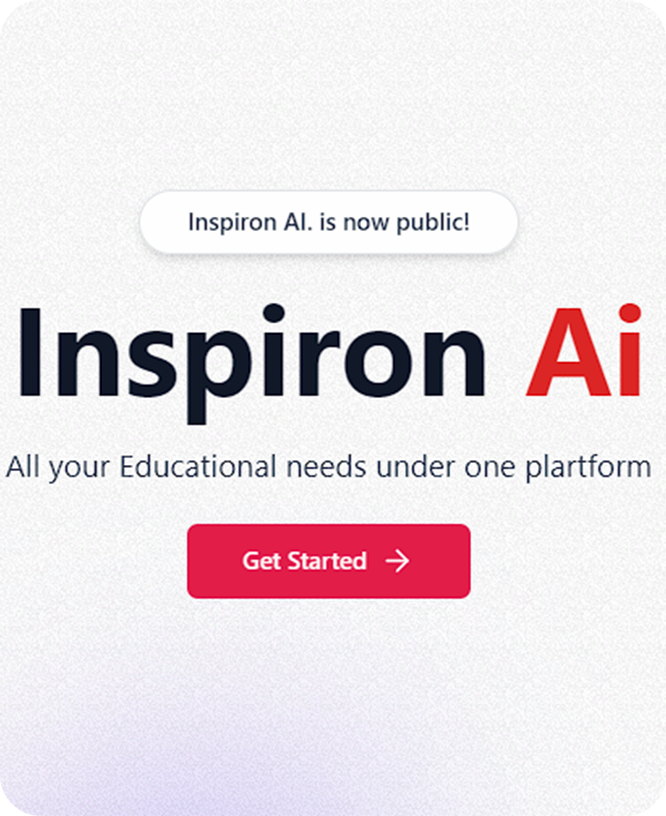 Inspiron AI. is now public!
Inspiron Ai
All your Educational needs under one plartform
Get Started →